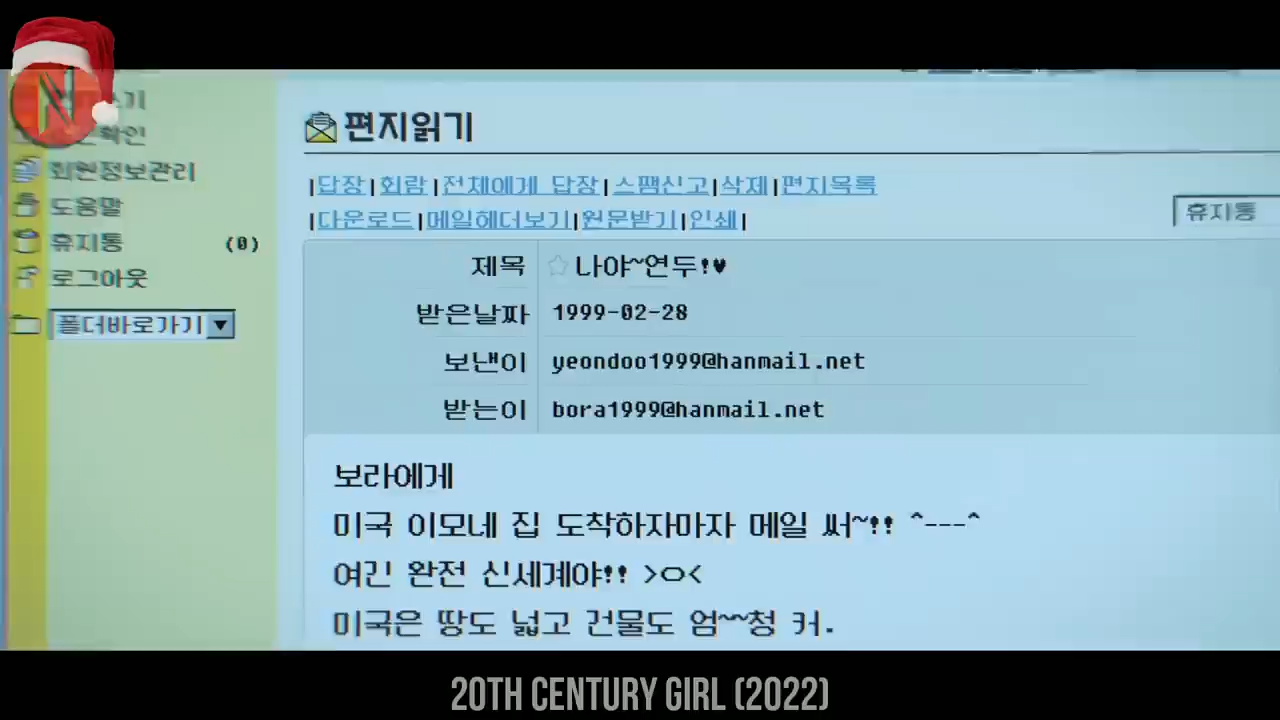 편지읽기
회원정보관리
도움말
휴지통 (0)
로그아웃
폴더바로가기
|답장|회람|전체에게 답장|스팸신고|삭제|편지목록
|다운로드|메일헤더보기|원문받기|인쇄|
휴지통
제목 ☆나야~연두!♥
받은날짜 1999-02-28
보낸이 yeondoo1999@hanmail.net
받는이 bora1999@hanmail.net
보라에게
미국 이모네 집 도착하자마자 메일 써~!! ^---^
여긴 완전 신세계야!! >ㅇ<
미국은 땅도 넓고 건물도 엄~~청 커.
20TH CENTURY GIRL (2022)